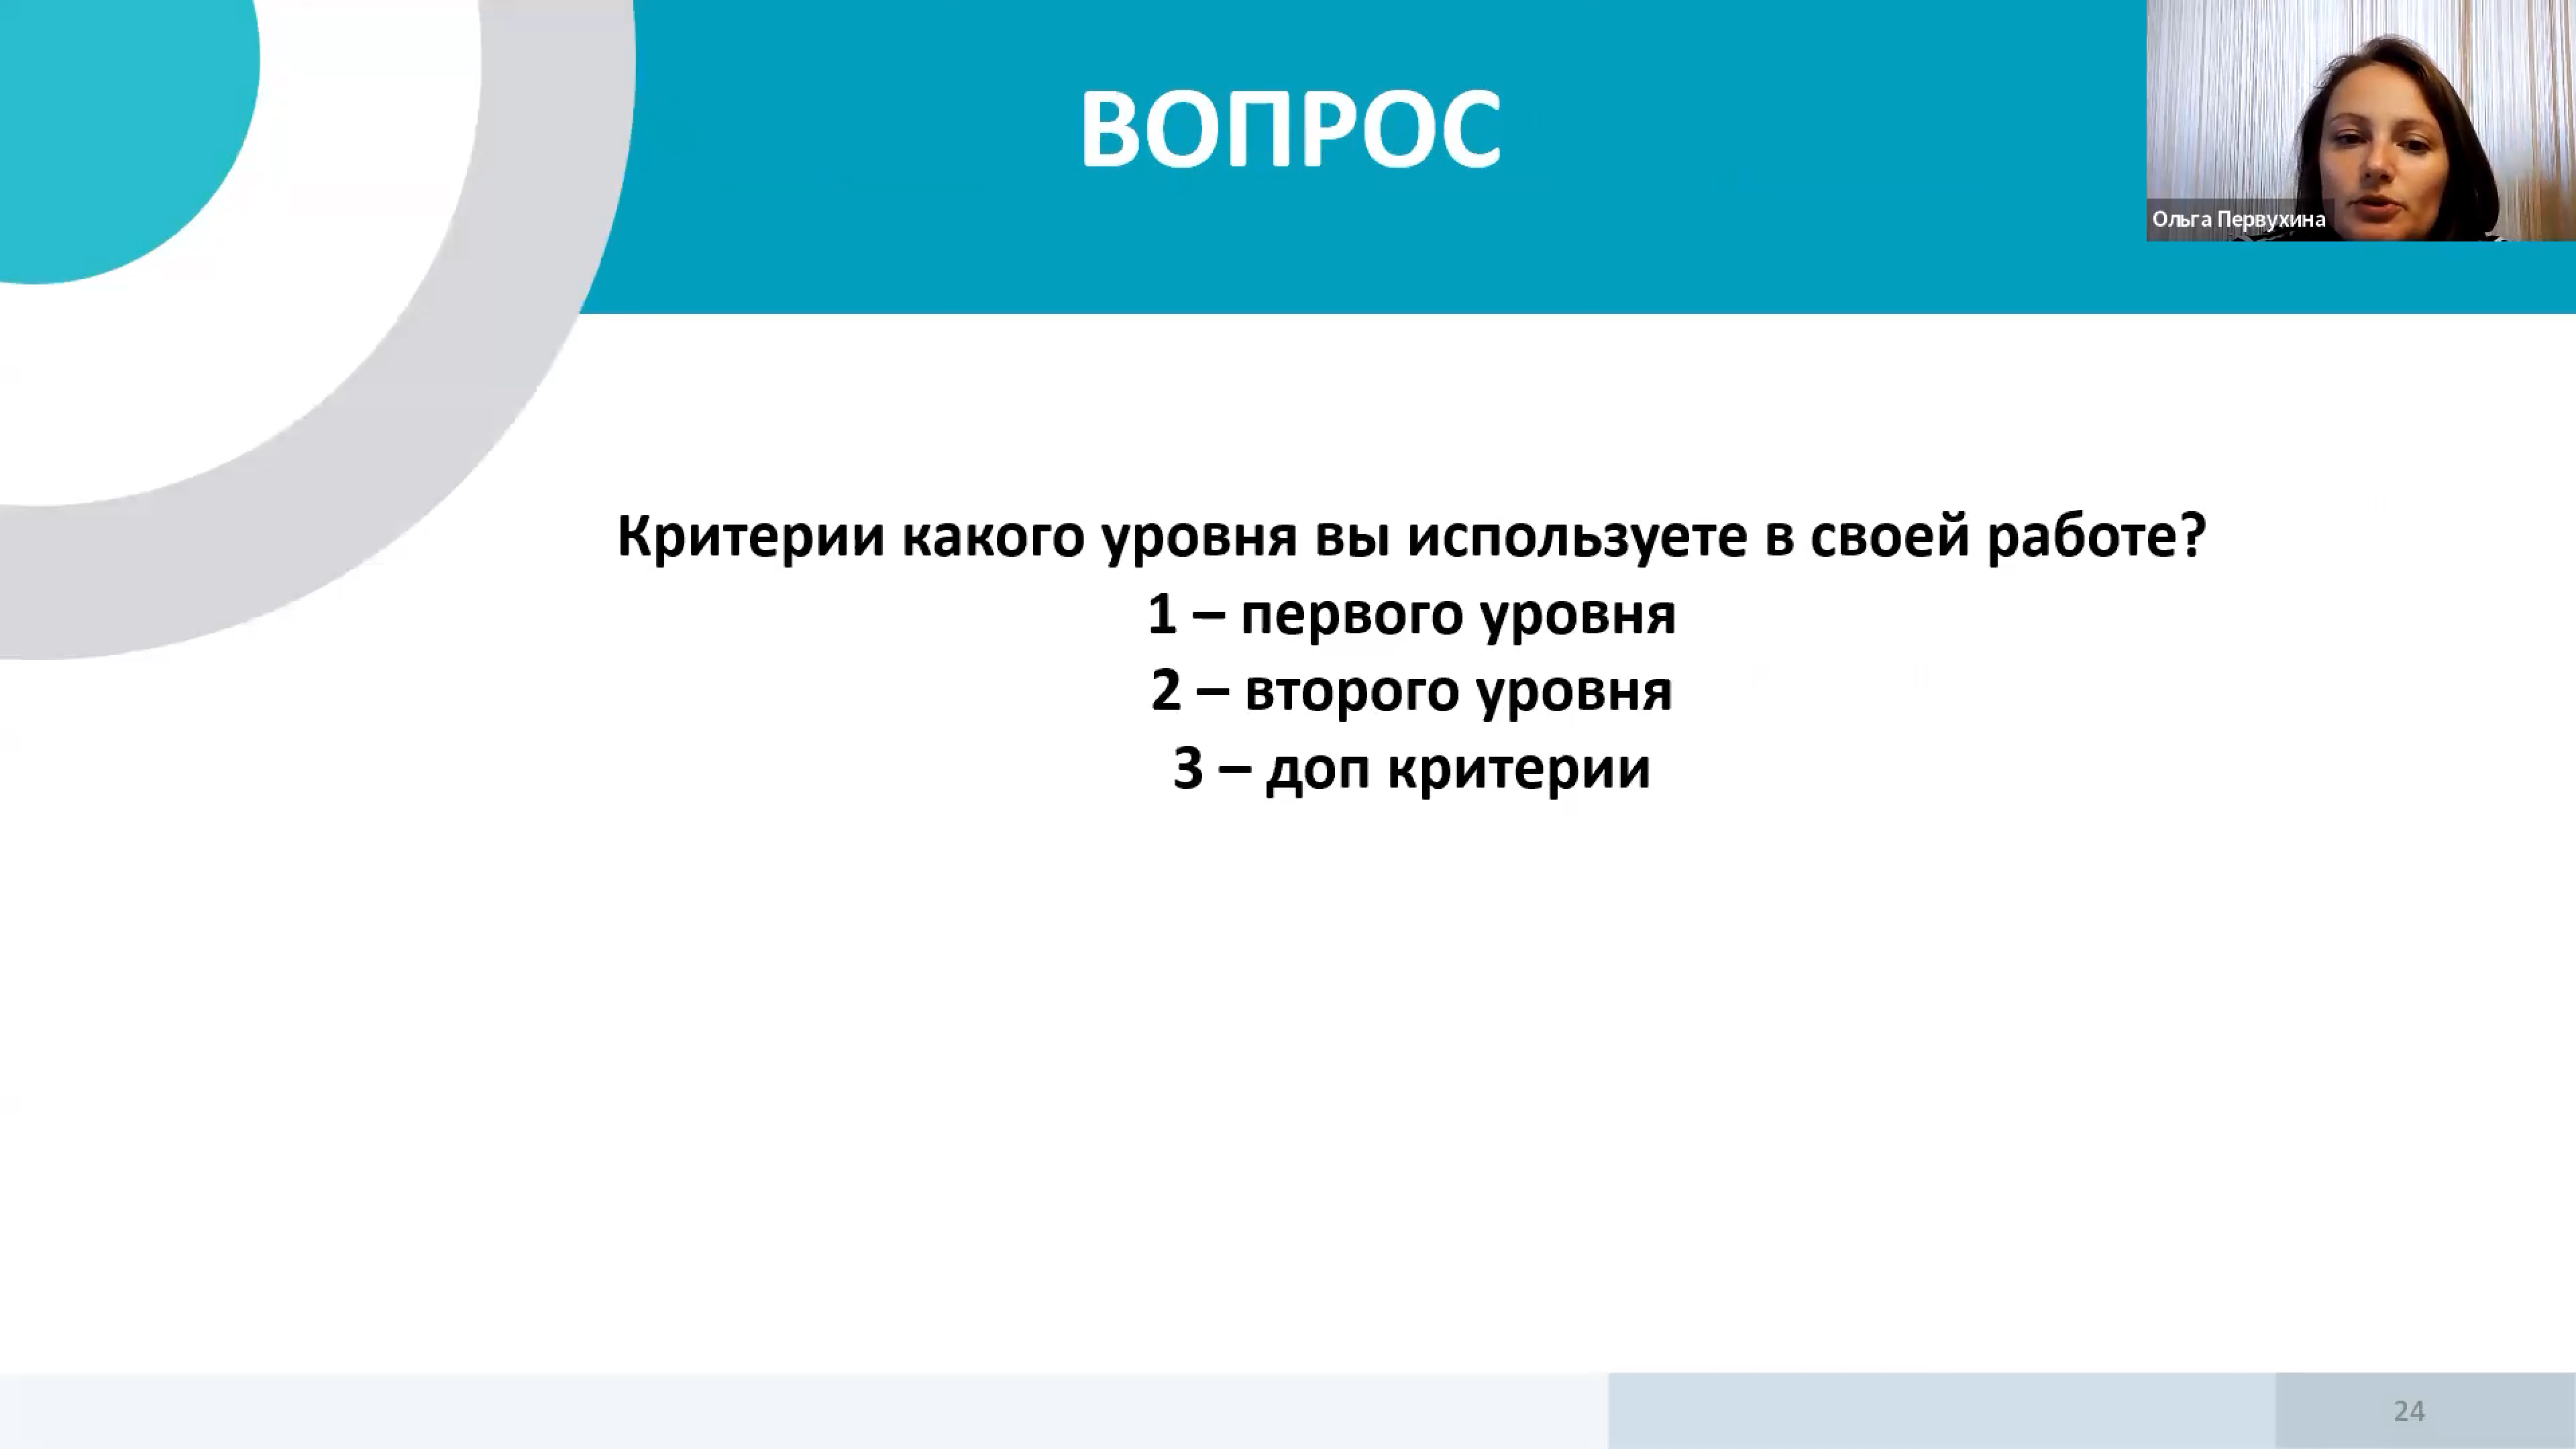 ВОПРОС
Ольга Первухина
Критерии какого уровня вы используете в своей работе?
1 – первого уровня
2 – второго уровня
3 – доп критерии
24